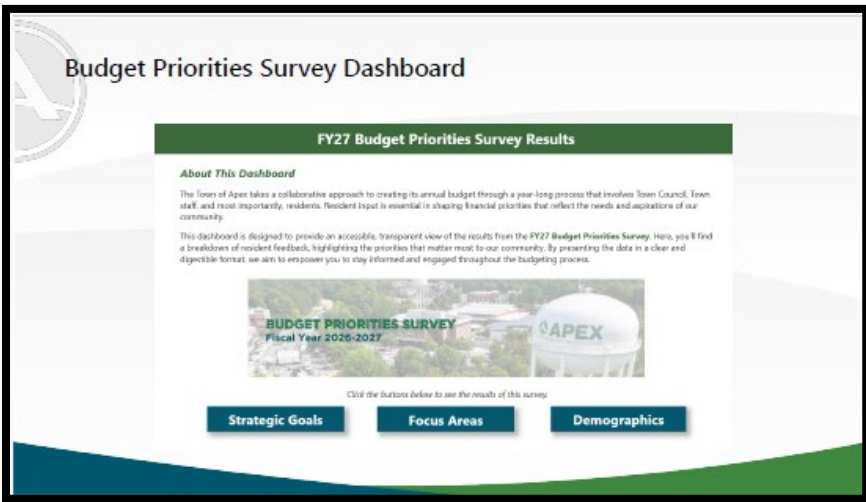 Budget Priorities Survey Dashboard
FY27 Budget Priorities Survey Results
About This Dashboard
The Town of Apex takes a collaborative approach to creating its annual budget through a year-long process that involves Town Council, Town
staff, and most importantly, residents. Resident input is essential in shaping financial priorities that reflect the needs and aspirations of our
community.
This dashboard is designed to provide an accessible, transparent view of the results from the FY27 Budget Priorities Survey. Here, you'll find
a breakdown of resident feedback, highlighting the priorities that matter most to our community. By presenting the data in a clear and
digestible format, we aim to empower you to stay informed and engaged throughout the budgeting process.
BUDGET PRIORITIES SURVEY
Fiscal Year 2026-2027
APEX
Click the buttons below to see the results of this survey.
Strategic Goals
Focus Areas
Demographics